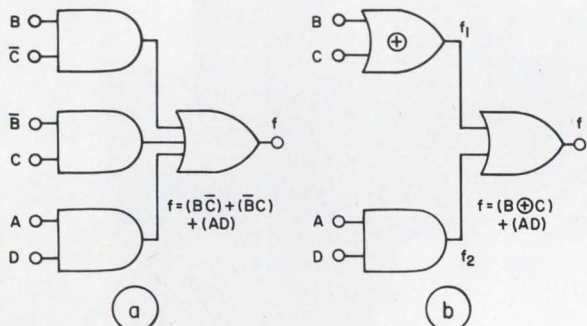 B
C̅
B̅
C
A
D
f
f = (BC̅) + (B̅C)
+ (AD)
a
B
C
⊕
f₁
A
D
f₂
f
f = (B⊕C)
+ (AD)
b